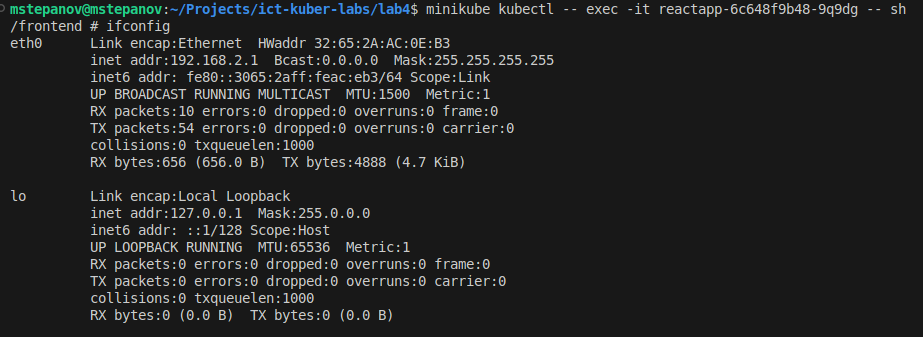 mstepanov@mstepanov:~/Projects/ict-kuber-labs/lab4$ minikube kubectl -- exec -it reactapp-6c648f9b48-9q9dg -- sh
/frontend # ifconfig
eth0      Link encap:Ethernet  HWaddr 32:65:2A:AC:0E:B3
          inet addr:192.168.2.1  Bcast:0.0.0.0  Mask:255.255.255.255
          inet6 addr: fe80::3065:2aff:feac:eb3/64 Scope:Link
          UP BROADCAST RUNNING MULTICAST  MTU:1500  Metric:1
          RX packets:10 errors:0 dropped:0 overruns:0 frame:0
          TX packets:54 errors:0 dropped:0 overruns:0 carrier:0
          collisions:0 txqueuelen:1000
          RX bytes:656 (656.0 B)  TX bytes:4888 (4.7 KiB)

lo        Link encap:Local Loopback
          inet addr:127.0.0.1  Mask:255.0.0.0
          inet6 addr: ::1/128 Scope:Host
          UP LOOPBACK RUNNING  MTU:65536  Metric:1
          RX packets:0 errors:0 dropped:0 overruns:0 frame:0
          TX packets:0 errors:0 dropped:0 overruns:0 carrier:0
          collisions:0 txqueuelen:1000
          RX bytes:0 (0.0 B)  TX bytes:0 (0.0 B)